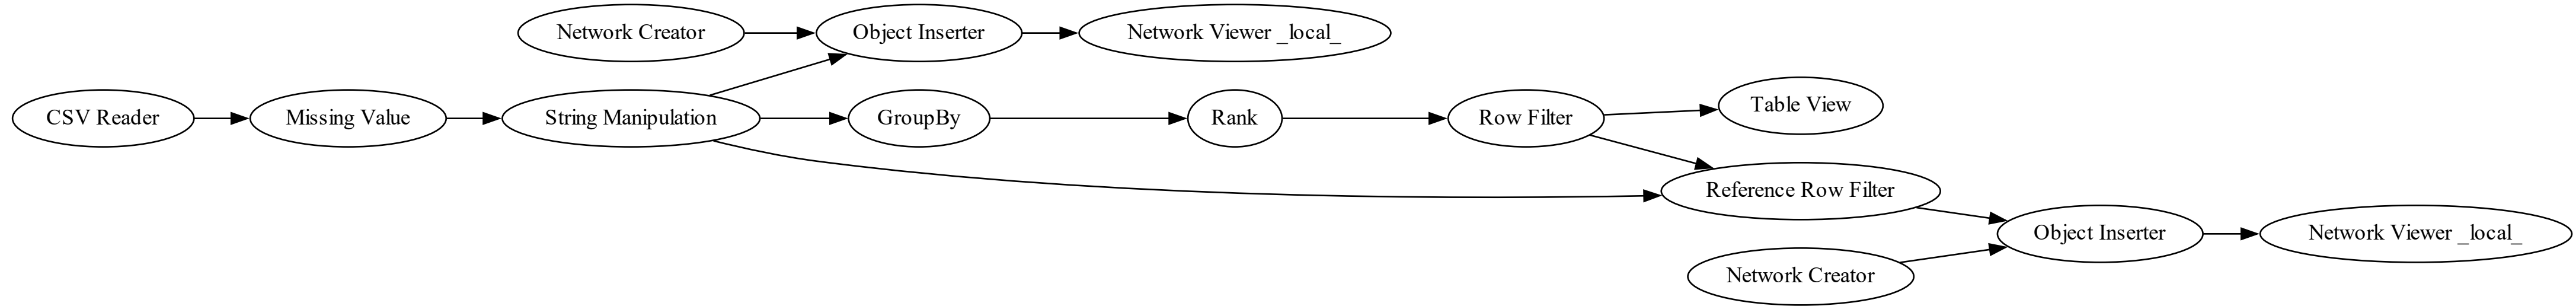 Network Creator
Object Inserter
Network Viewer _local_
CSV Reader
Missing Value
String Manipulation
GroupBy
Rank
Row Filter
Table View
Reference Row Filter
Object Inserter
Network Viewer _local_
Network Creator